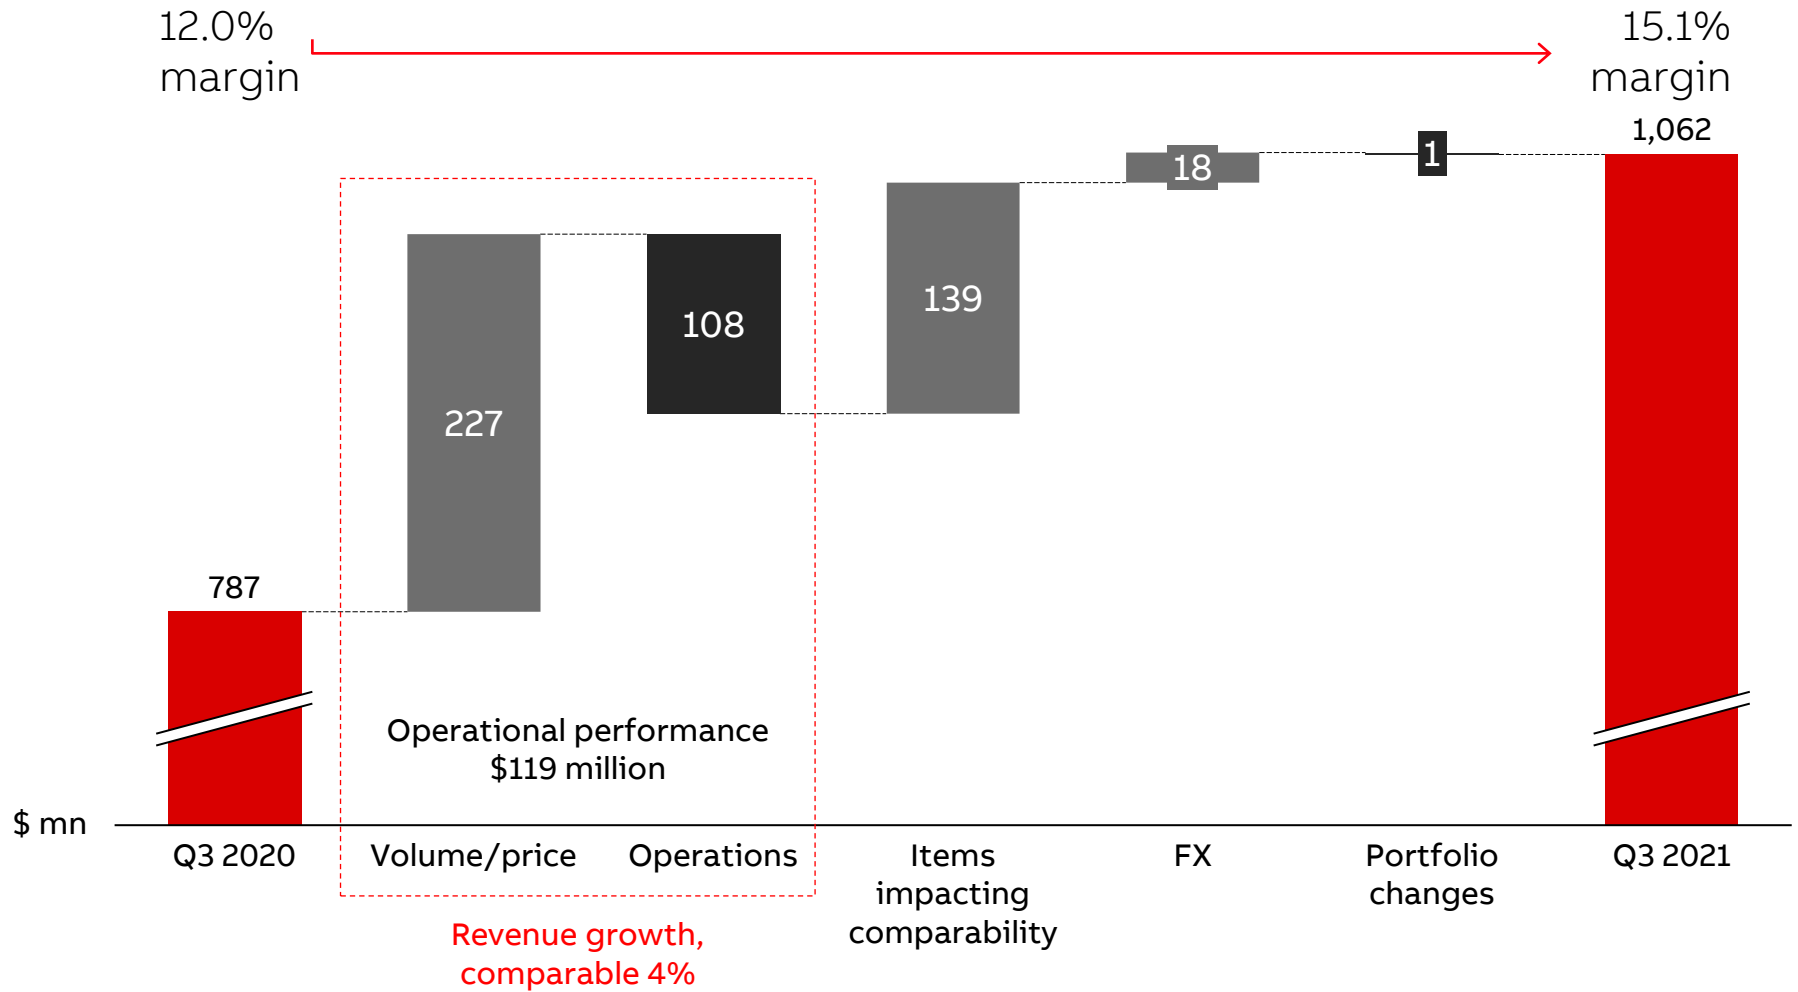 12.0%
margin
15.1%
margin
1,062
1
18
139
108
227
787
Operational performance
$119 million
$ mn
Q3 2020
Volume/price
Operations
Items
impacting
comparability
FX
Portfolio
changes
Q3 2021
Revenue growth,
comparable 4%